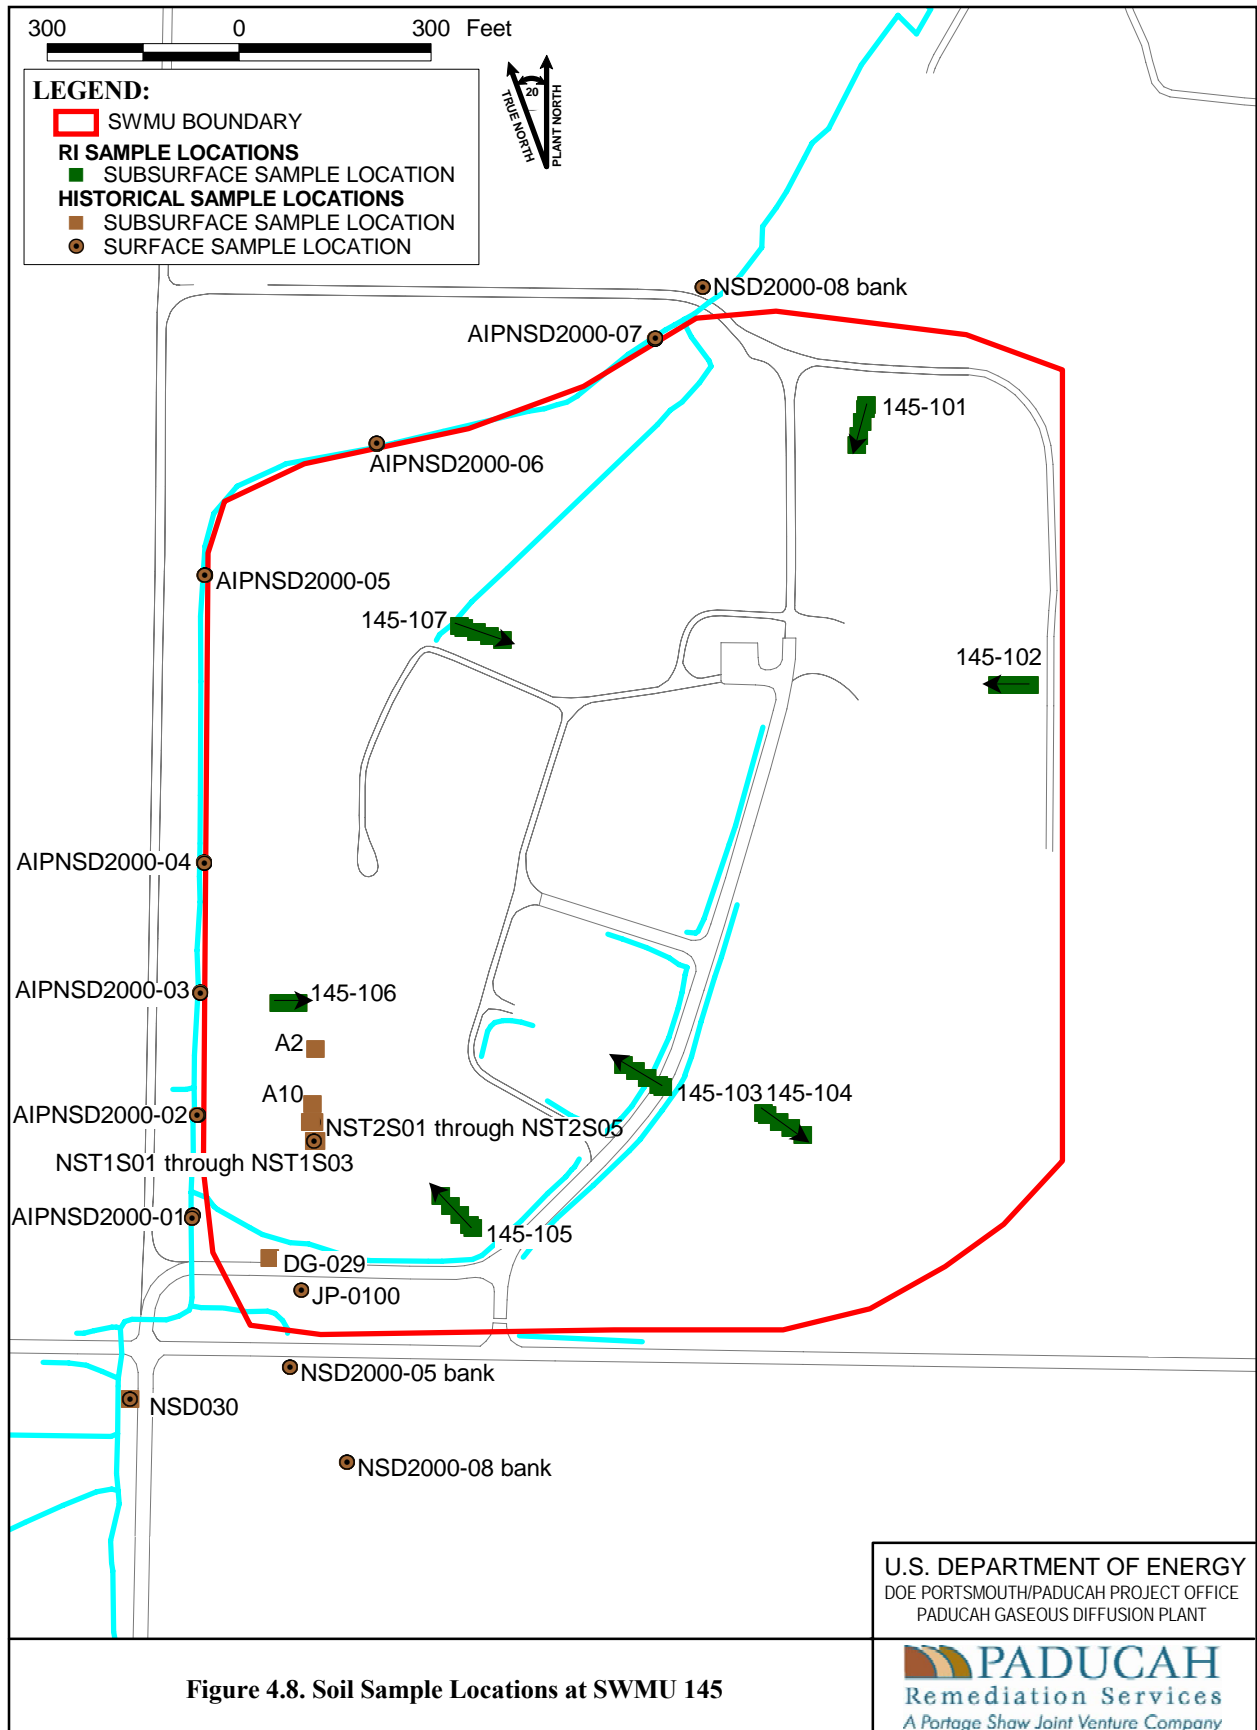 300 0 300 Feet
LEGEND:
SWMU BOUNDARY
RI SAMPLE LOCATIONS
SUBSURFACE SAMPLE LOCATION
HISTORICAL SAMPLE LOCATIONS
SUBSURFACE SAMPLE LOCATION
SURFACE SAMPLE LOCATION
20
TRUE NORTH
PLANT NORTH
NSD2000-08 bank
AIPNSD2000-07
145-101
AIPNSD2000-06
AIPNSD2000-05
145-107
145-102
AIPNSD2000-04
AIPNSD2000-03
145-106
A2
A10
145-103
145-104
AIPNSD2000-02
NST2S01 through NST2S05
NST1S01 through NST1S03
AIPNSD2000-01
145-105
DG-029
JP-0100
NSD2000-05 bank
NSD030
NSD2000-08 bank
U.S. DEPARTMENT OF ENERGY
DOE PORTSMOUTH/PADUCAH PROJECT OFFICE
PADUCAH GASEOUS DIFFUSION PLANT
Figure 4.8. Soil Sample Locations at SWMU 145
PADUCAH
Remediation Services
A Portage Shaw Joint Venture Company